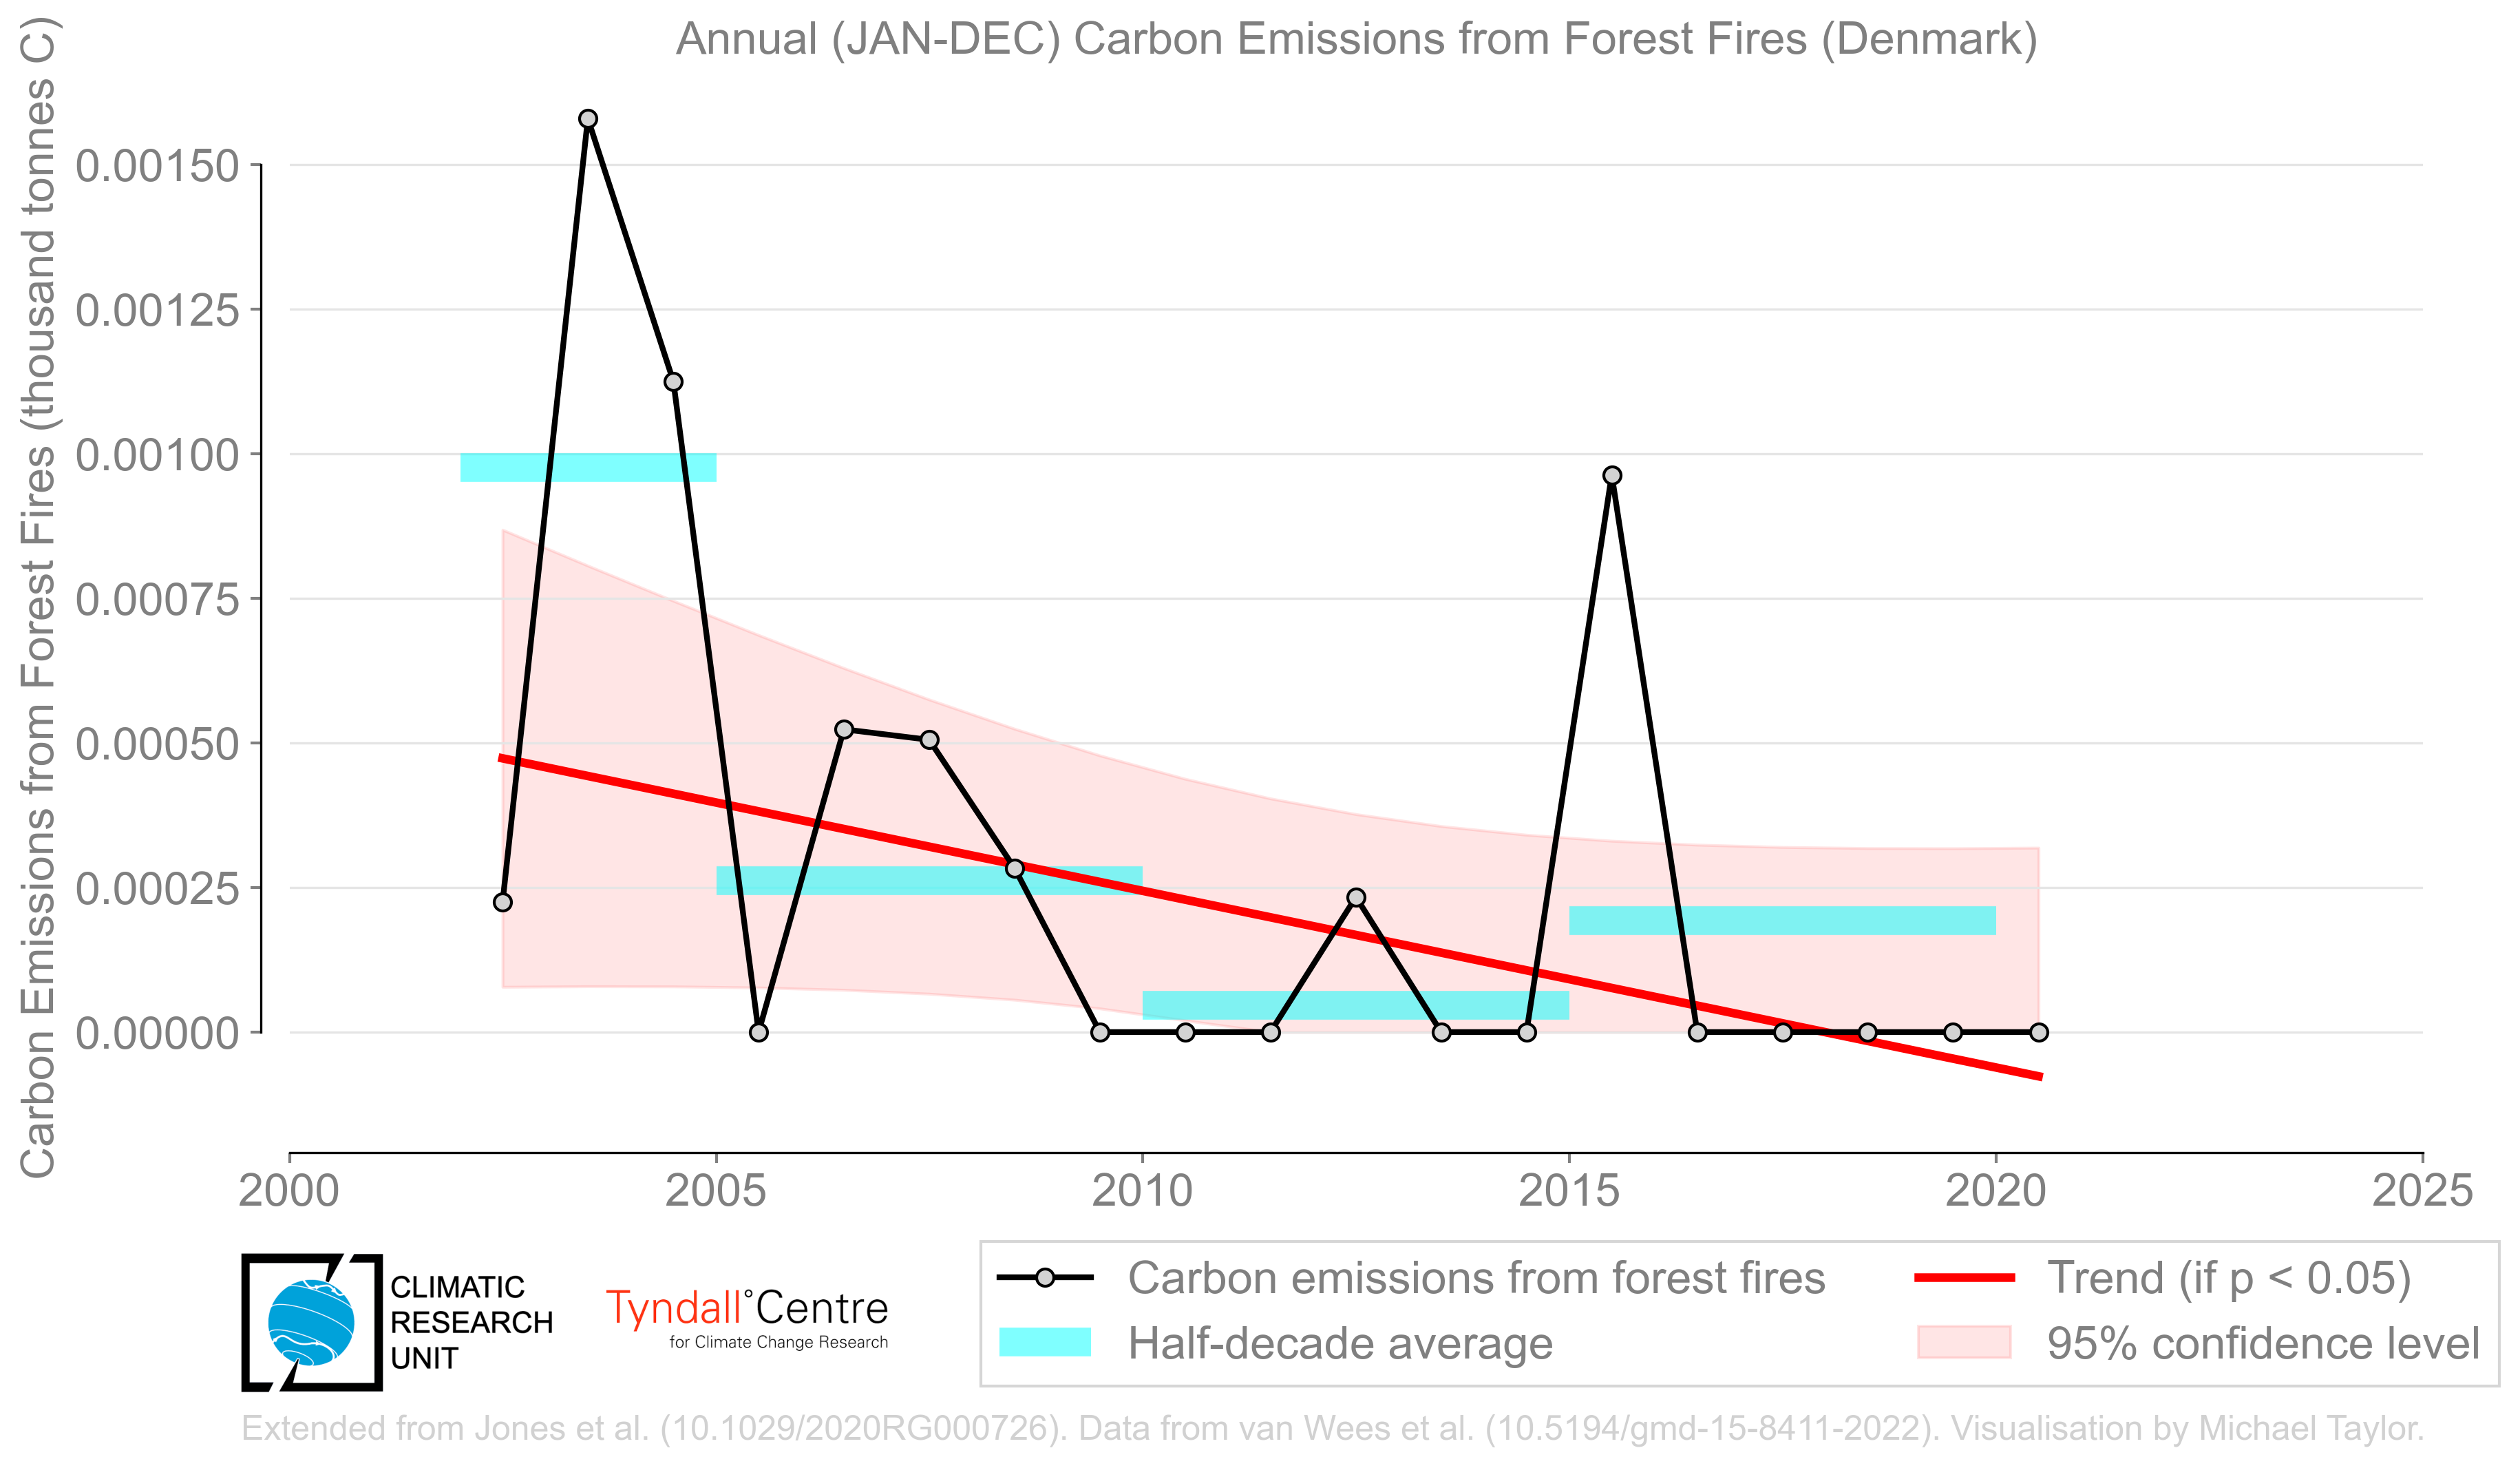 Annual (JAN-DEC) Carbon Emissions from Forest Fires (Denmark)
Carbon Emissions from Forest Fires (thousand tonnes C)
0.00150
0.00125
0.00100
0.00075
0.00050
0.00025
0.00000
2000 2005 2010 2015 2020 2025
CLIMATIC
RESEARCH
UNIT
Tyndall°Centre
for Climate Change Research
Carbon emissions from forest fires
Half-decade average
Trend (if p < 0.05)
95% confidence level
Extended from Jones et al. (10.1029/2020RG000726). Data from van Wees et al. (10.5194/gmd-15-8411-2022). Visualisation by Michael Taylor.